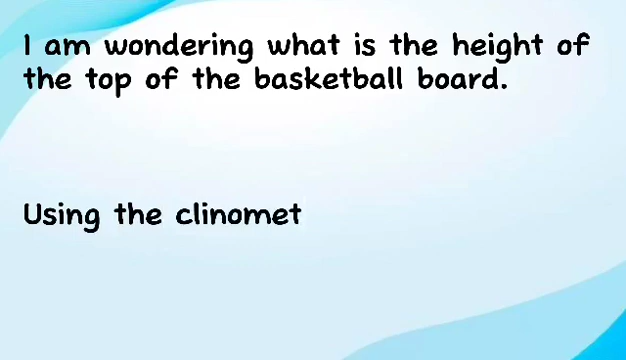 I am wondering what is the height of
the top of the basketball board.
Using the clinomet